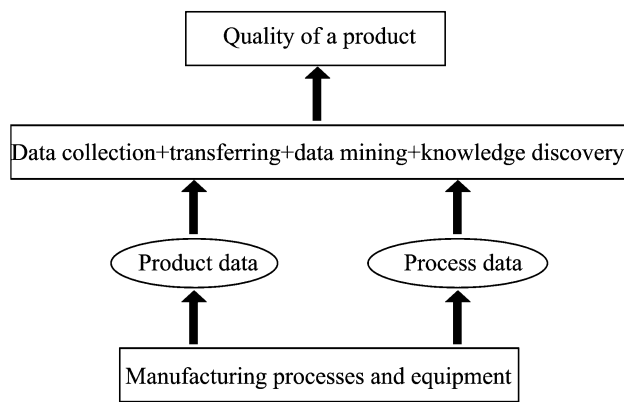 Quality of a product
Data collection+transferring+data mining+knowledge discovery
Product data
Process data
Manufacturing processes and equipment